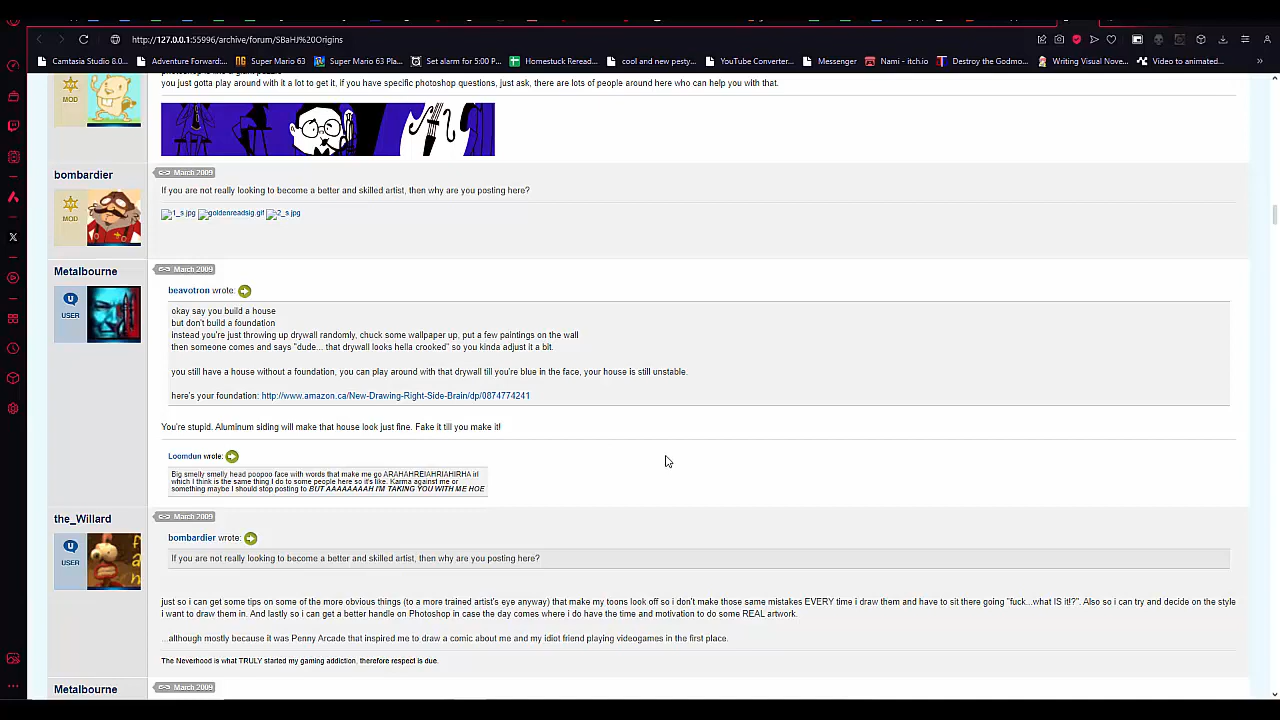 http://127.0.0.1:55996/archive/forum/SBaHJ%20Origins
Camtasia Studio 8.0... Adventure Forward:... Super Mario 63 Super Mario 63 Pla... Set alarm for 5:00 P... Homestuck Reread... cool and new pesty... YouTube Converter... Messenger Nami - itch.io Destroy the Godmo... Writing Visual Nove... Video to animated... »
MOD
you just gotta play around with it a lot to get it, if you have specific photoshop questions, just ask, there are lots of people around here who can help you with that.
bombardier
March 2009
MOD
If you are not really looking to become a better and skilled artist, then why are you posting here?
1_s.jpg goldenreadsig.gif 2_s.jpg
Metalbourne
March 2009
USER
beavotron wrote:
okay say you build a house
but don't build a foundation
instead you're just throwing up drywall randomly, chuck some wallpaper up, put a few paintings on the wall
then someone comes and says "dude... that drywall looks hella crooked" so you kinda adjust it a bit.
you still have a house without a foundation, you can play around with that drywall till you're blue in the face, your house is still unstable.
here's your foundation: http://www.amazon.ca/New-Drawing-Right-Side-Brain/dp/0874774241
You're stupid. Aluminum siding will make that house look just fine. Fake it till you make it!
Loomdun wrote:
Big smelly smelly head poopoo face with words that make me go ARAHAHREIAHRIAHIRHA irl
which I think is the same thing I do to some people here so it's like. Karma against me or
something maybe I should stop posting to BUT AAAAAAAAH I'M TAKING YOU WITH ME HOE
the_Willard
March 2009
USER
bombardier wrote:
If you are not really looking to become a better and skilled artist, then why are you posting here?
just so i can get some tips on some of the more obvious things (to a more trained artist's eye anyway) that make my toons look off so i don't make those same mistakes EVERY time i draw them and have to sit there going "fuck...what IS it!?". Also so i can try and decide on the style
i want to draw them in. And lastly so i can get a better handle on Photoshop in case the day comes where i do have the time and motivation to do some REAL artwork.
...although mostly because it was Penny Arcade that inspired me to draw a comic about me and my idiot friend playing videogames in the first place.
The Neverhood is what TRULY started my gaming addiction, therefore respect is due.
Metalbourne
March 2009